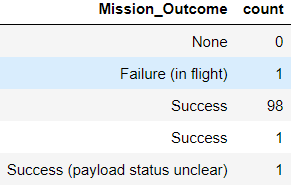 Mission_Outcome count
None 0
Failure (in flight) 1
Success 98
Success 1
Success (payload status unclear) 1